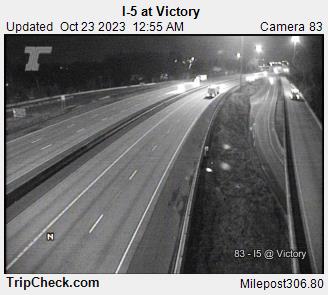 I-5 at Victory
Updated  Oct 23 2023  12:55 AM
Camera 83
T
N
83 - I5 @ Victory
TripCheck.com
Milepost306.80